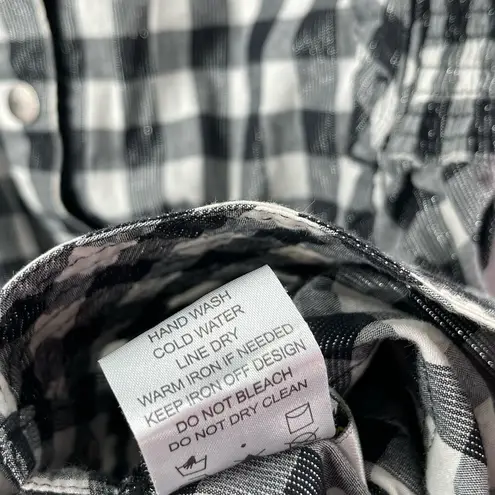 HAND WASH
COLD WATER
LINE DRY
WARM IRON IF NEEDED
KEEP IRON OFF DESIGN
DO NOT BLEACH
DO NOT DRY CLEAN